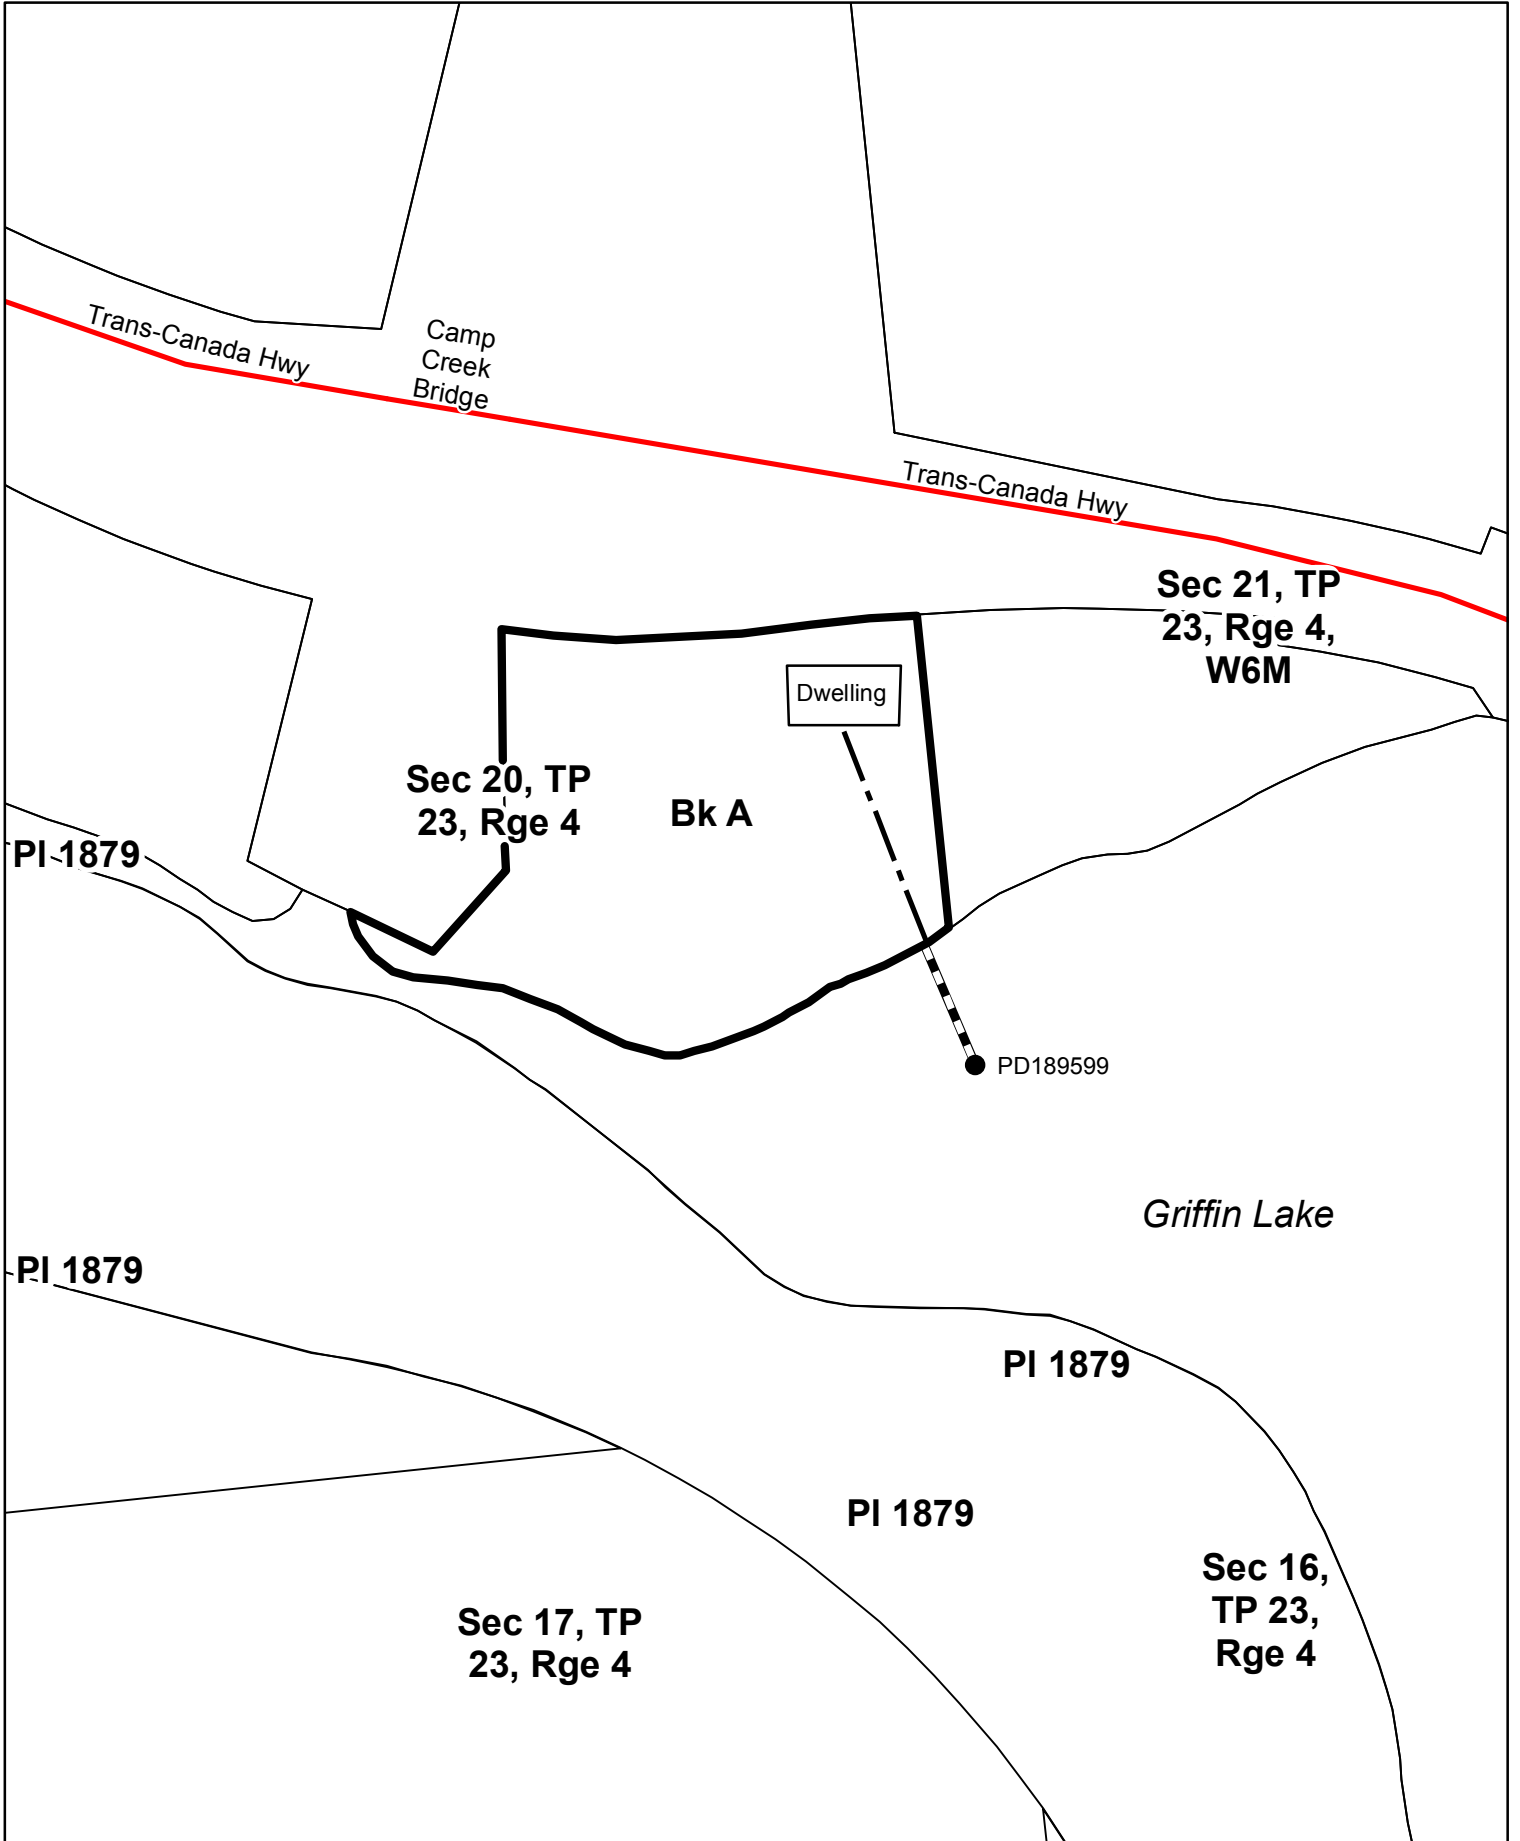 Trans-Canada Hwy
Camp
Creek
Bridge
Trans-Canada Hwy
Sec 21, TP
23, Rge 4,
W6M
Dwelling
Sec 20, TP
23, Rge 4
Bk A
Pl 1879
PD189599
Griffin Lake
Pl 1879
Pl 1879
Pl 1879
Sec 16,
TP 23,
Rge 4
Sec 17, TP
23, Rge 4